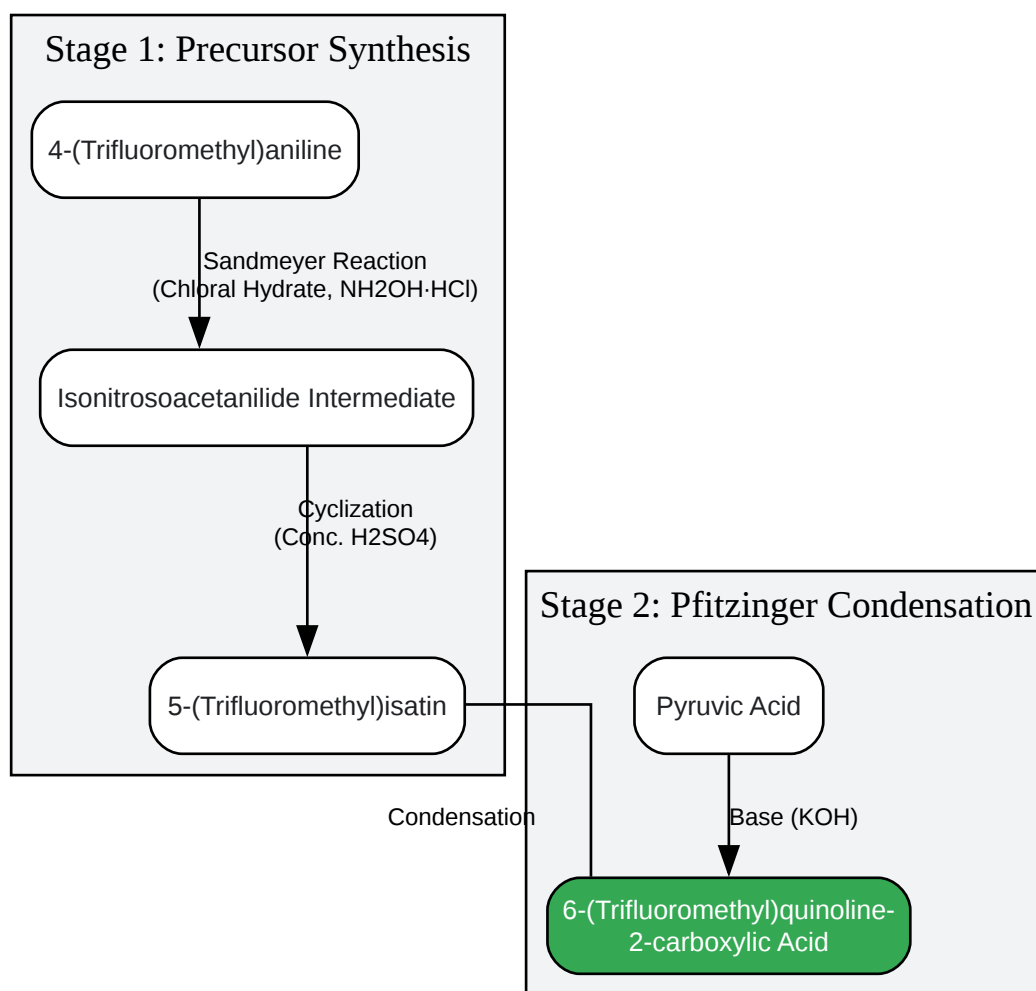 Stage 1: Precursor Synthesis
4-(Trifluoromethyl)aniline
Sandmeyer Reaction
(Chloral Hydrate, NH2OH·HCl)
Isonitrosoacetanilide Intermediate
Cyclization
(Conc. H2SO4)
5-(Trifluoromethyl)isatin
Stage 2: Pfitzinger Condensation
Pyruvic Acid
Condensation
Base (KOH)
6-(Trifluoromethyl)quinoline-
2-carboxylic Acid